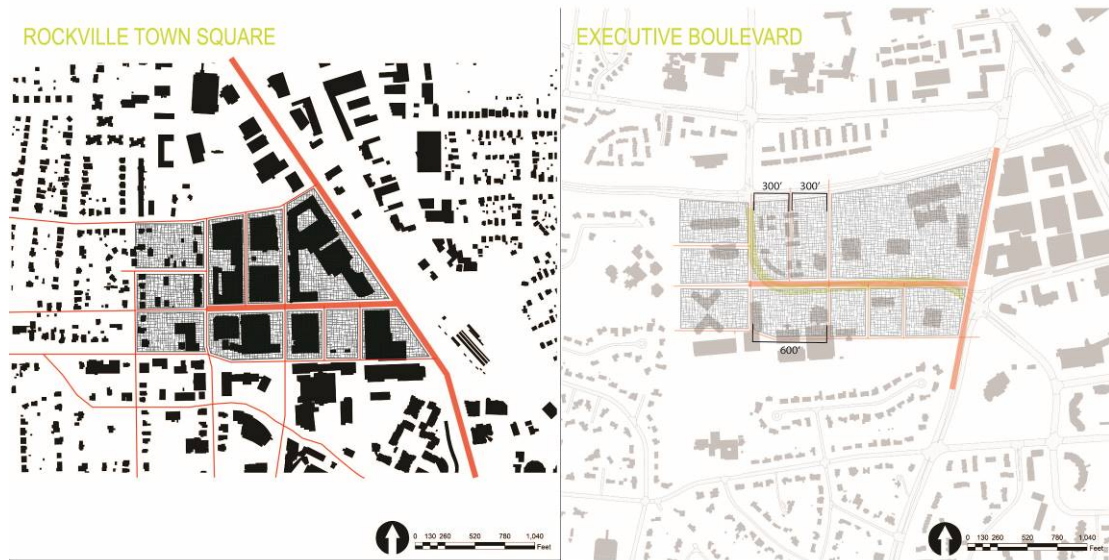 ROCKVILLE TOWN SQUARE
EXECUTIVE BOULEVARD
300' 300'
600'
0 130 260 520 780 1,040
Feet
0 130 260 520 780 1,040
Feet